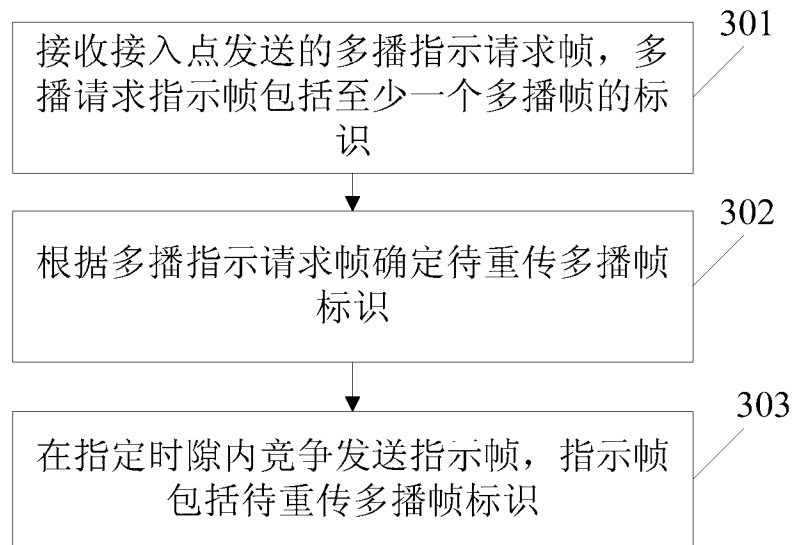 接收接入点发送的多播指示请求帧，多
播请求指示帧包括至少一个多播帧的标
识
301
根据多播指示请求帧确定待重传多播帧
标识
302
在指定时隙内竞争发送指示帧，指示帧
包括待重传多播帧标识
303